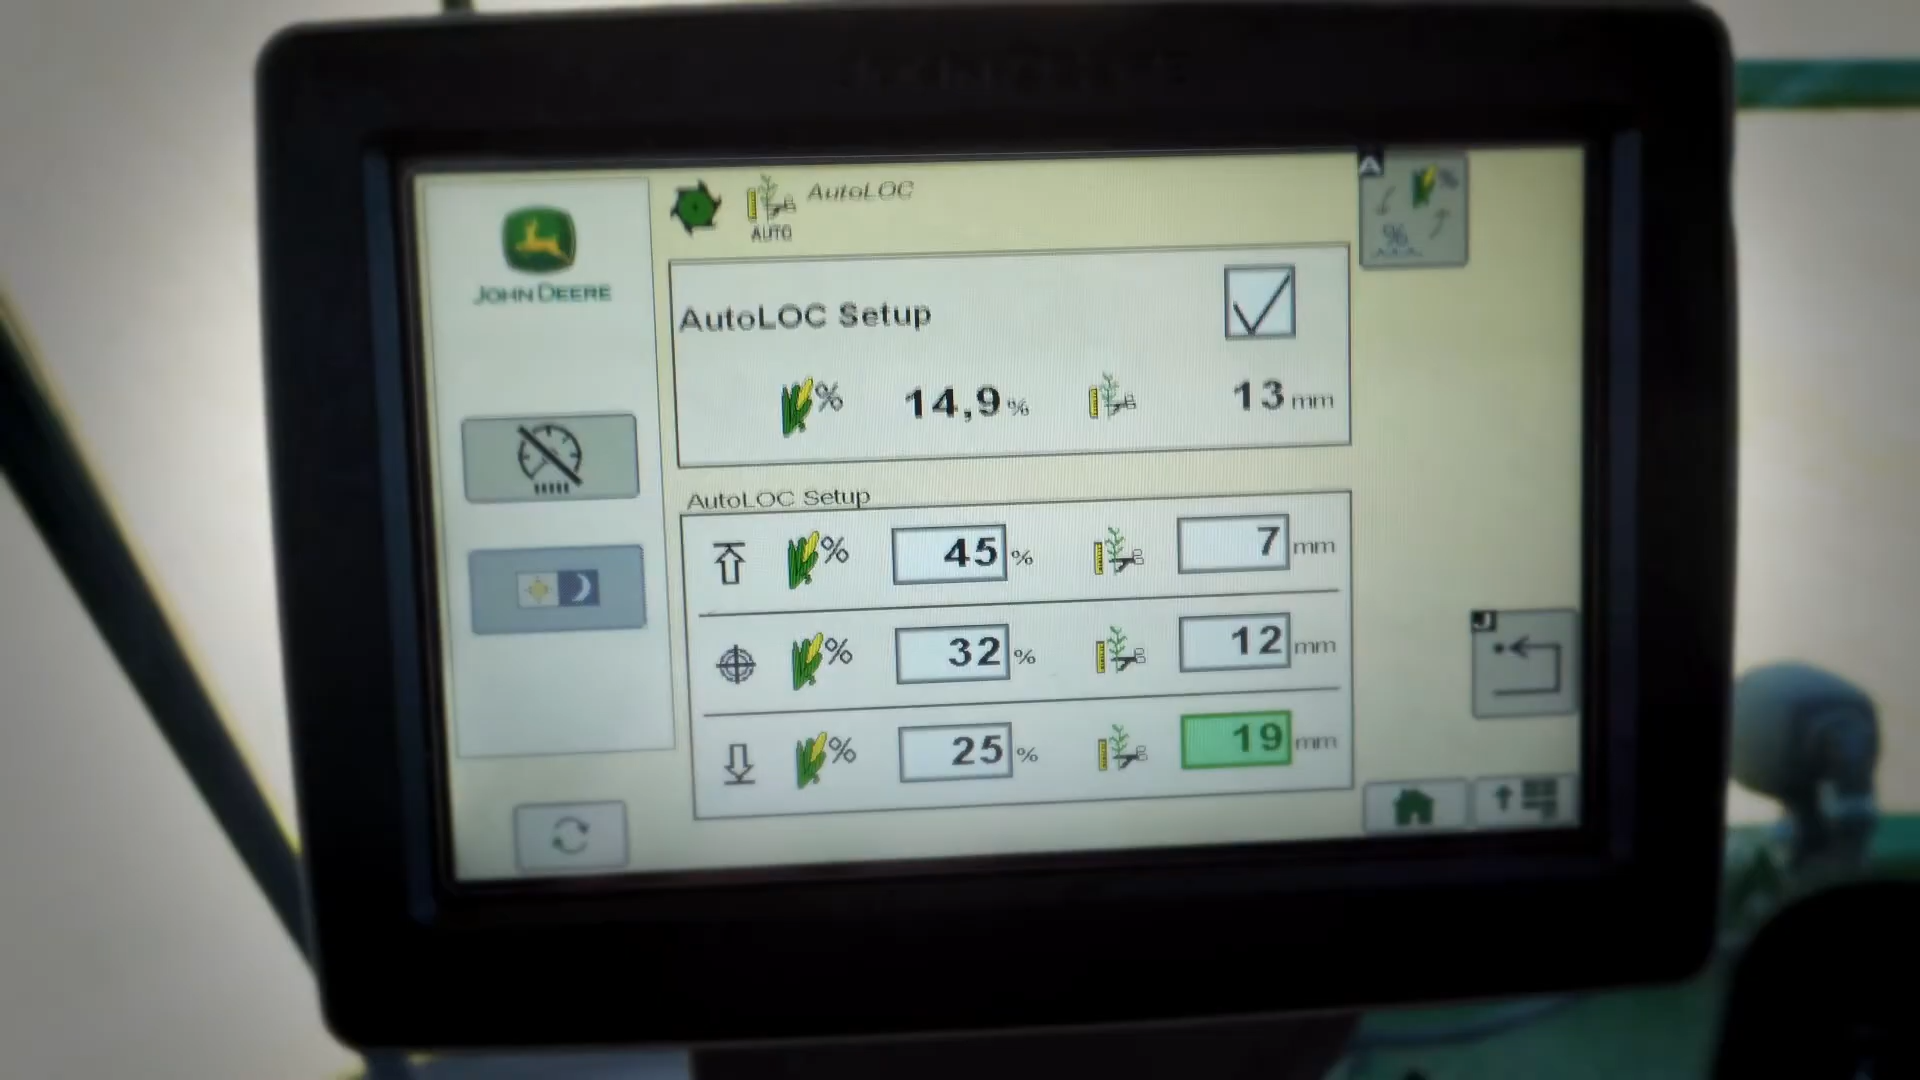 JOHN DEERE
AutoLOC
AUTO
A
%
%
AutoLOC Setup
% 14,9 % 13 mm
AutoLOC Setup
% 45 % 7 mm
% 32 % 12 mm
% 25 % 19 mm
J